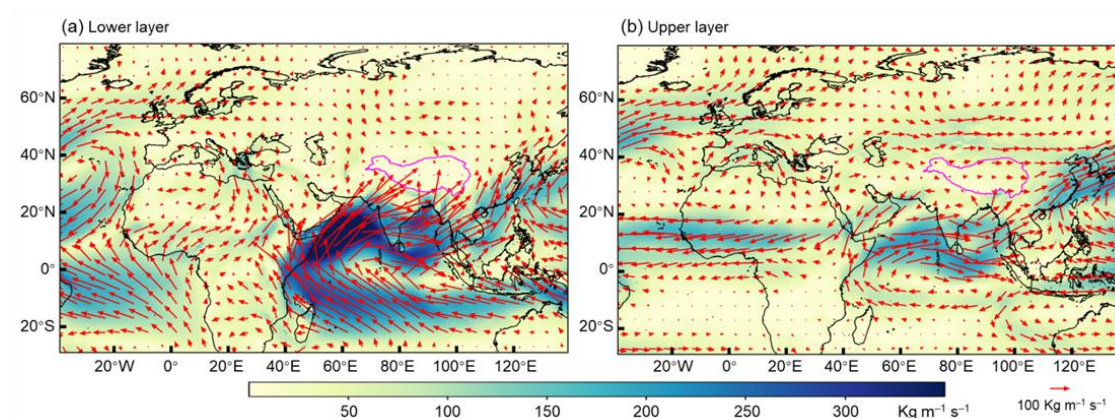 (a) Lower layer
(b) Upper layer
60°N
40°N
20°N
0°
20°S
60°N
40°N
20°N
0°
20°S
20°W 0° 20°E 40°E 60°E 80°E 100°E 120°E
20°W 0° 20°E 40°E 60°E 80°E 100°E 120°E
50 100 150 200 250 300 Kg m⁻¹ s⁻¹
100 Kg m⁻¹ s⁻¹